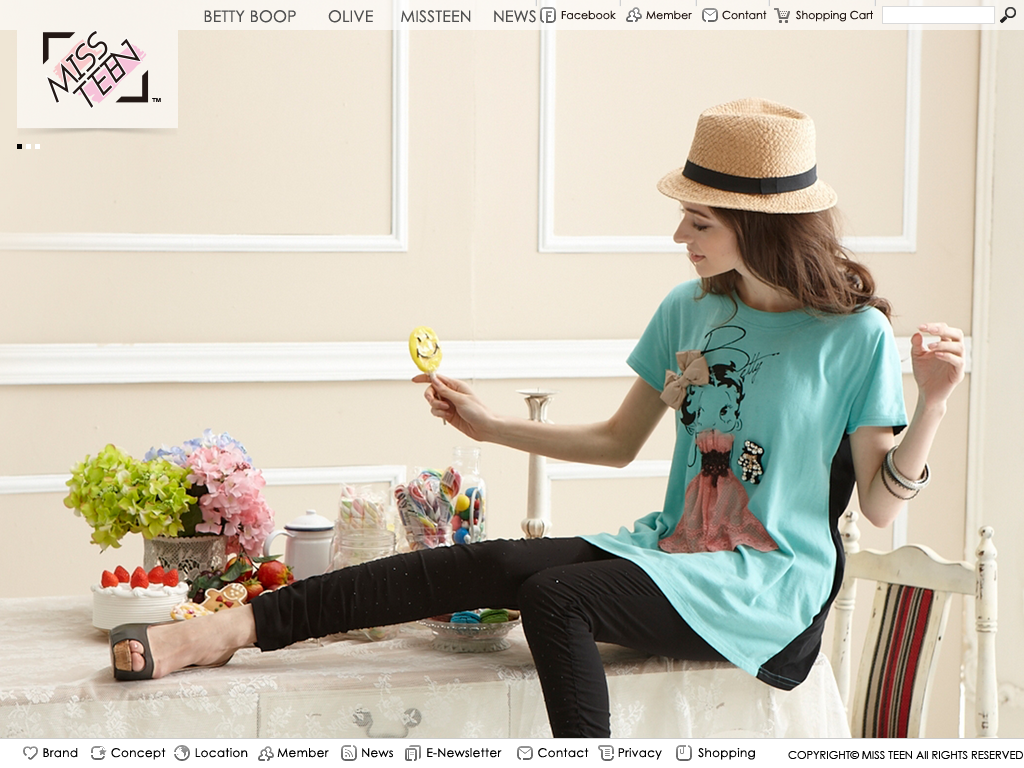 BETTY BOOP OLIVE MISSTEEN NEWS Facebook Member Contant Shopping Cart
MISS
TEEN
TM
Betty
Brand Concept Location Member News E-Newsletter Contact Privacy Shopping COPYRIGHT© MISS TEEN All RIGHTS RESERVED